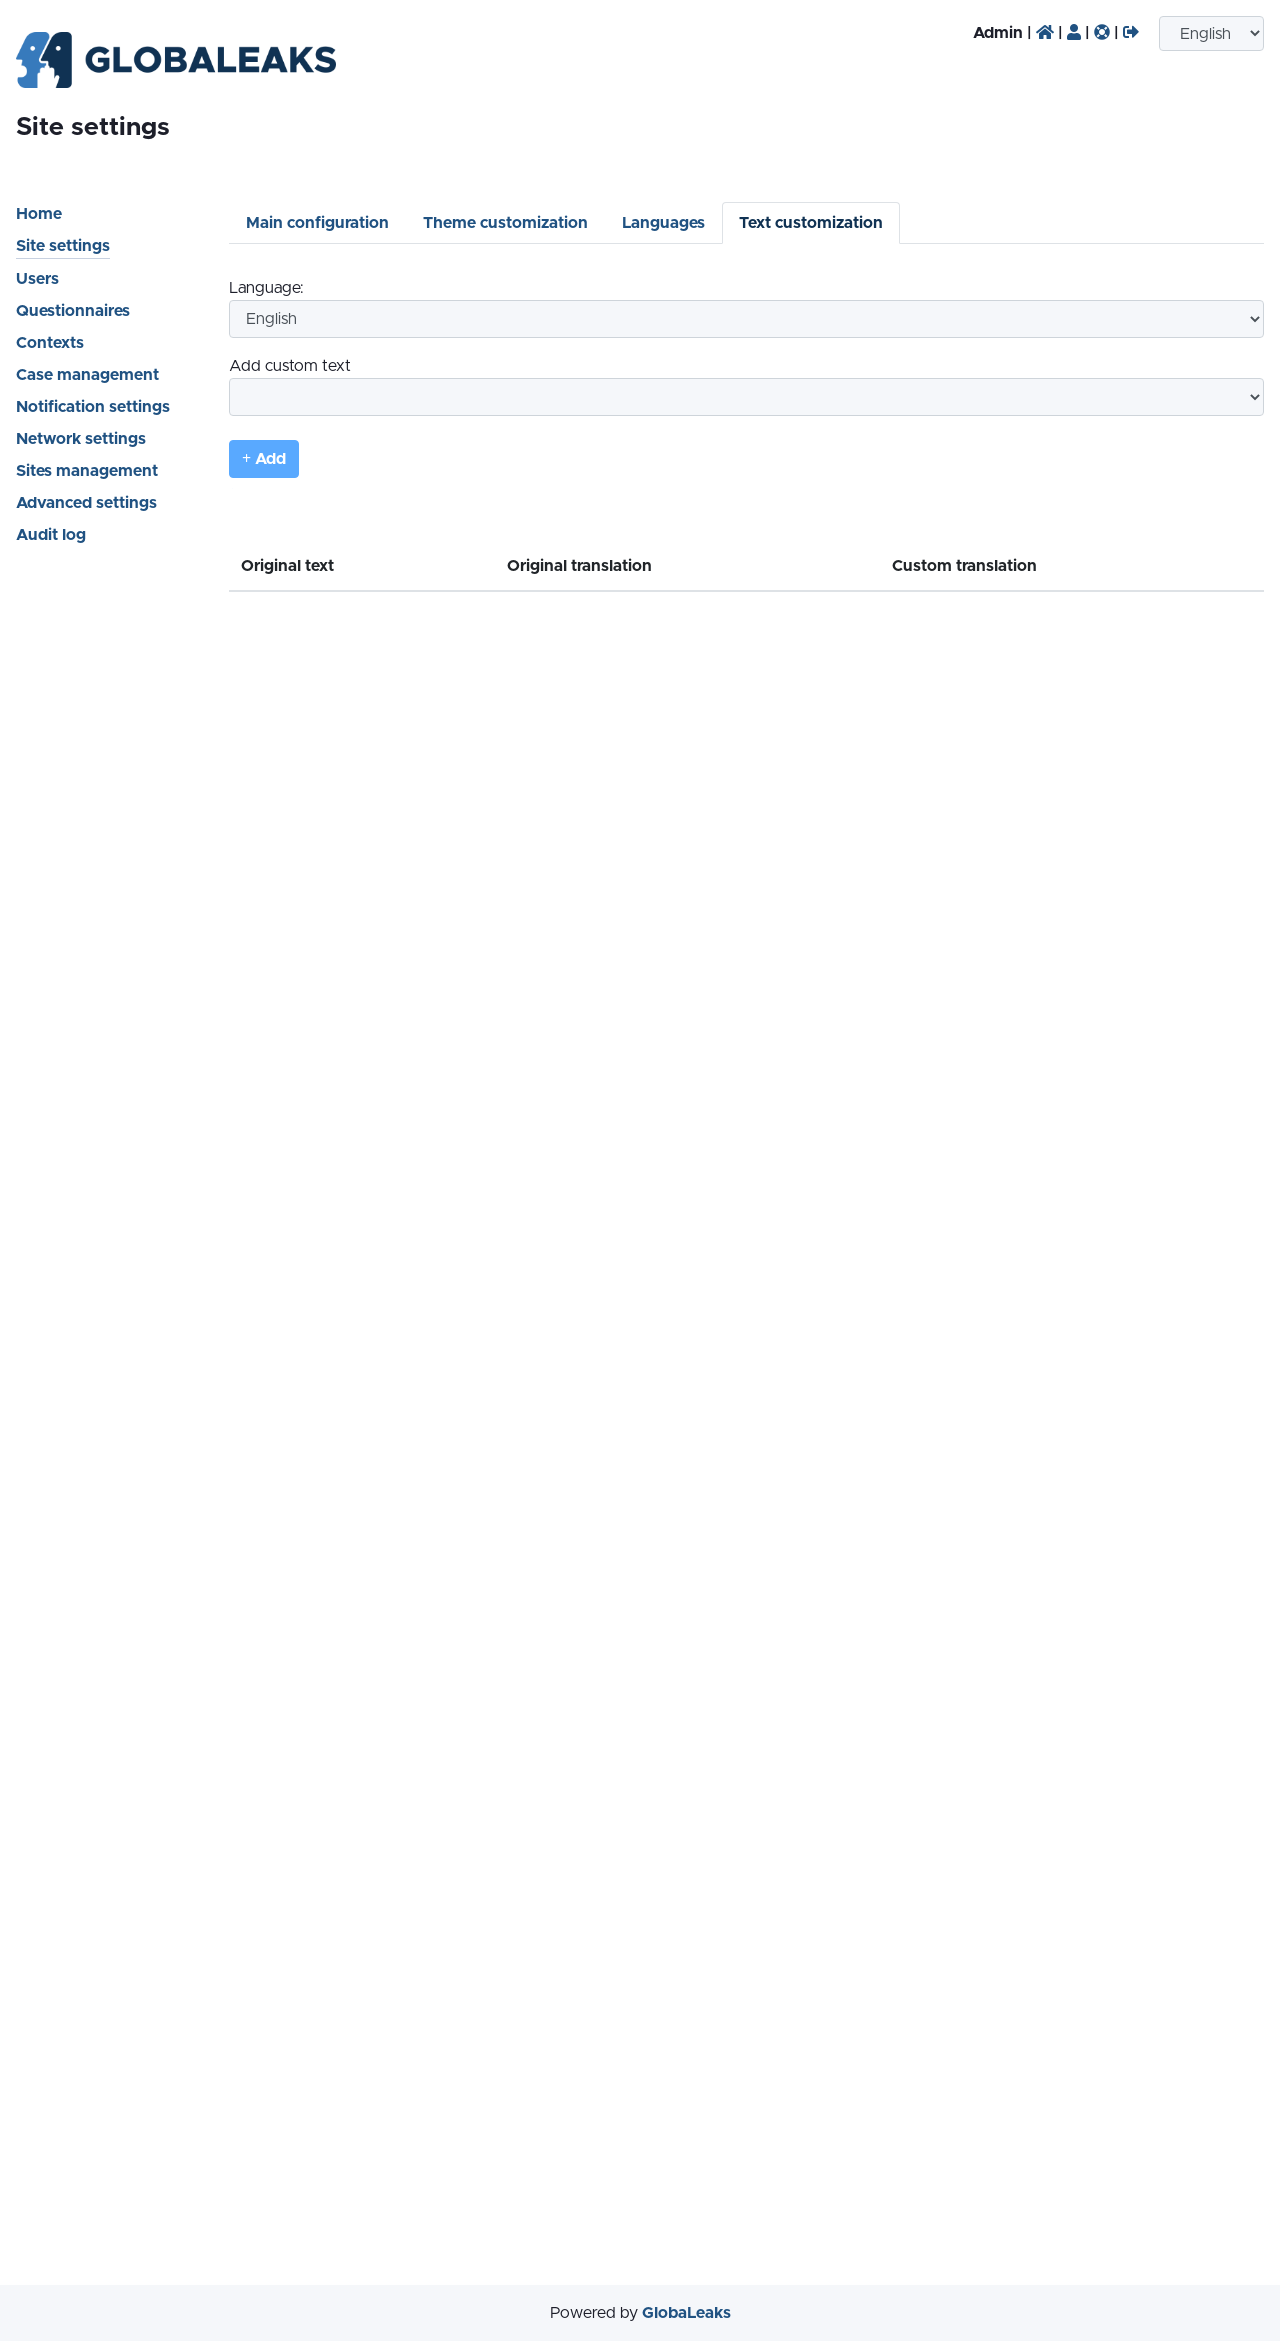 Admin | | | | English
GLOBALEAKS
Site settings
Home
Site settings
Users
Questionnaires
Contexts
Case management
Notification settings
Network settings
Sites management
Advanced settings
Audit log
Main configuration Theme customization Languages Text customization
Language:
English
Add custom text
+ Add
Original text Original translation Custom translation
Powered by GlobaLeaks